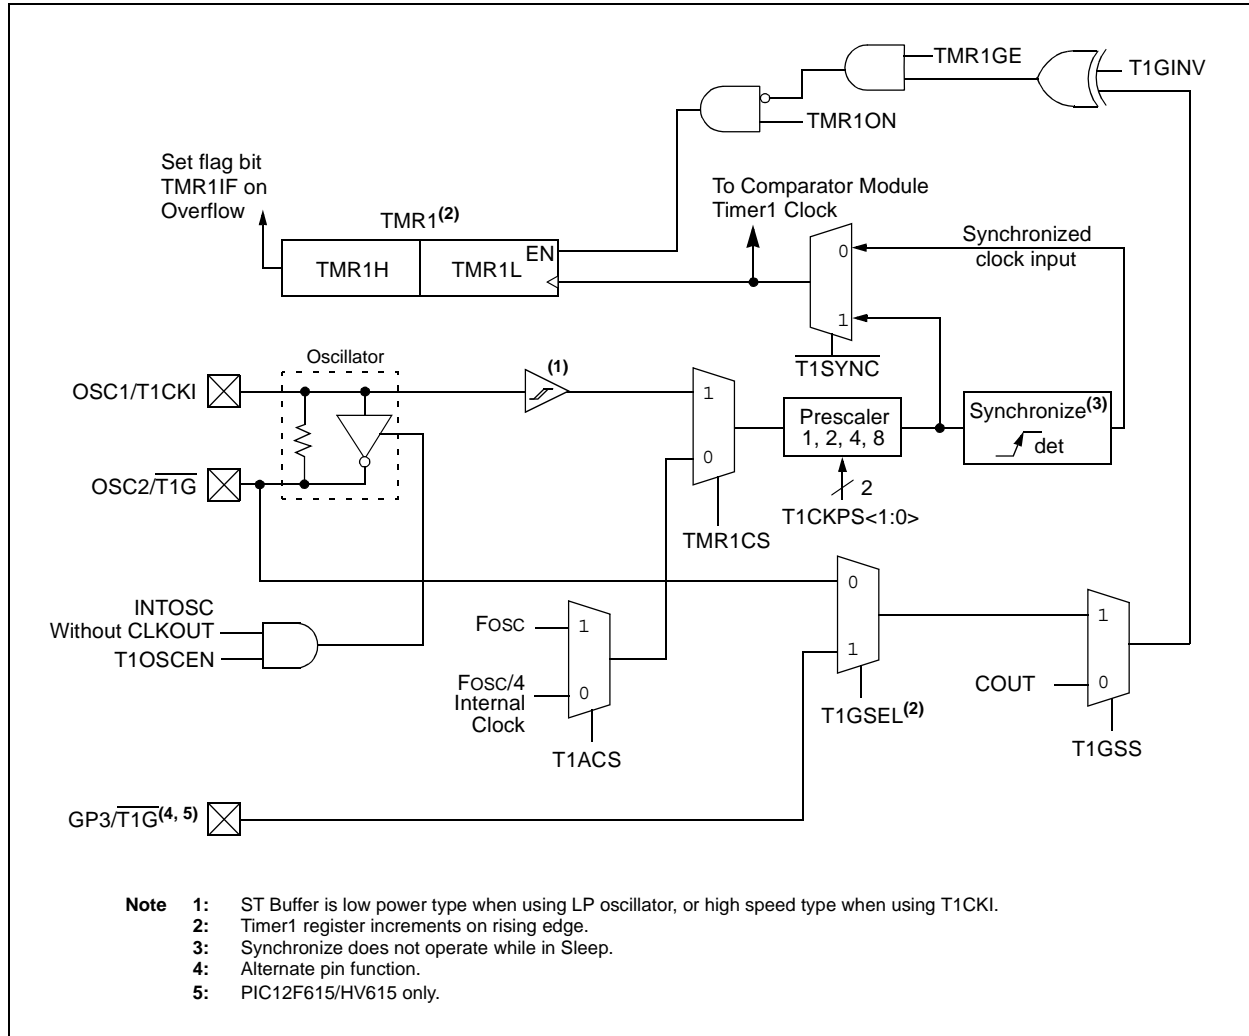 TMR1GE
T1GINV
TMR1ON
Set flag bit
TMR1IF on
Overflow
To Comparator Module
Timer1 Clock
TMR1(2)
EN
TMR1H
TMR1L
0
Synchronized
clock input
1
T1SYNC
Oscillator
(1)
OSC1/T1CKI
1
Prescaler
1, 2, 4, 8
Synchronize(3)
det
0
OSC2/T1G
2
T1CKPS<1:0>
TMR1CS
0
INTOSC
Without CLKOUT
T1OSCEN
FOSC
1
1
1
FOSC/4
Internal
Clock
0
COUT
0
T1GSEL(2)
T1ACS
T1GSS
GP3/T1G(4, 5)
Note 1: ST Buffer is low power type when using LP oscillator, or high speed type when using T1CKI.
2: Timer1 register increments on rising edge.
3: Synchronize does not operate while in Sleep.
4: Alternate pin function.
5: PIC12F615/HV615 only.